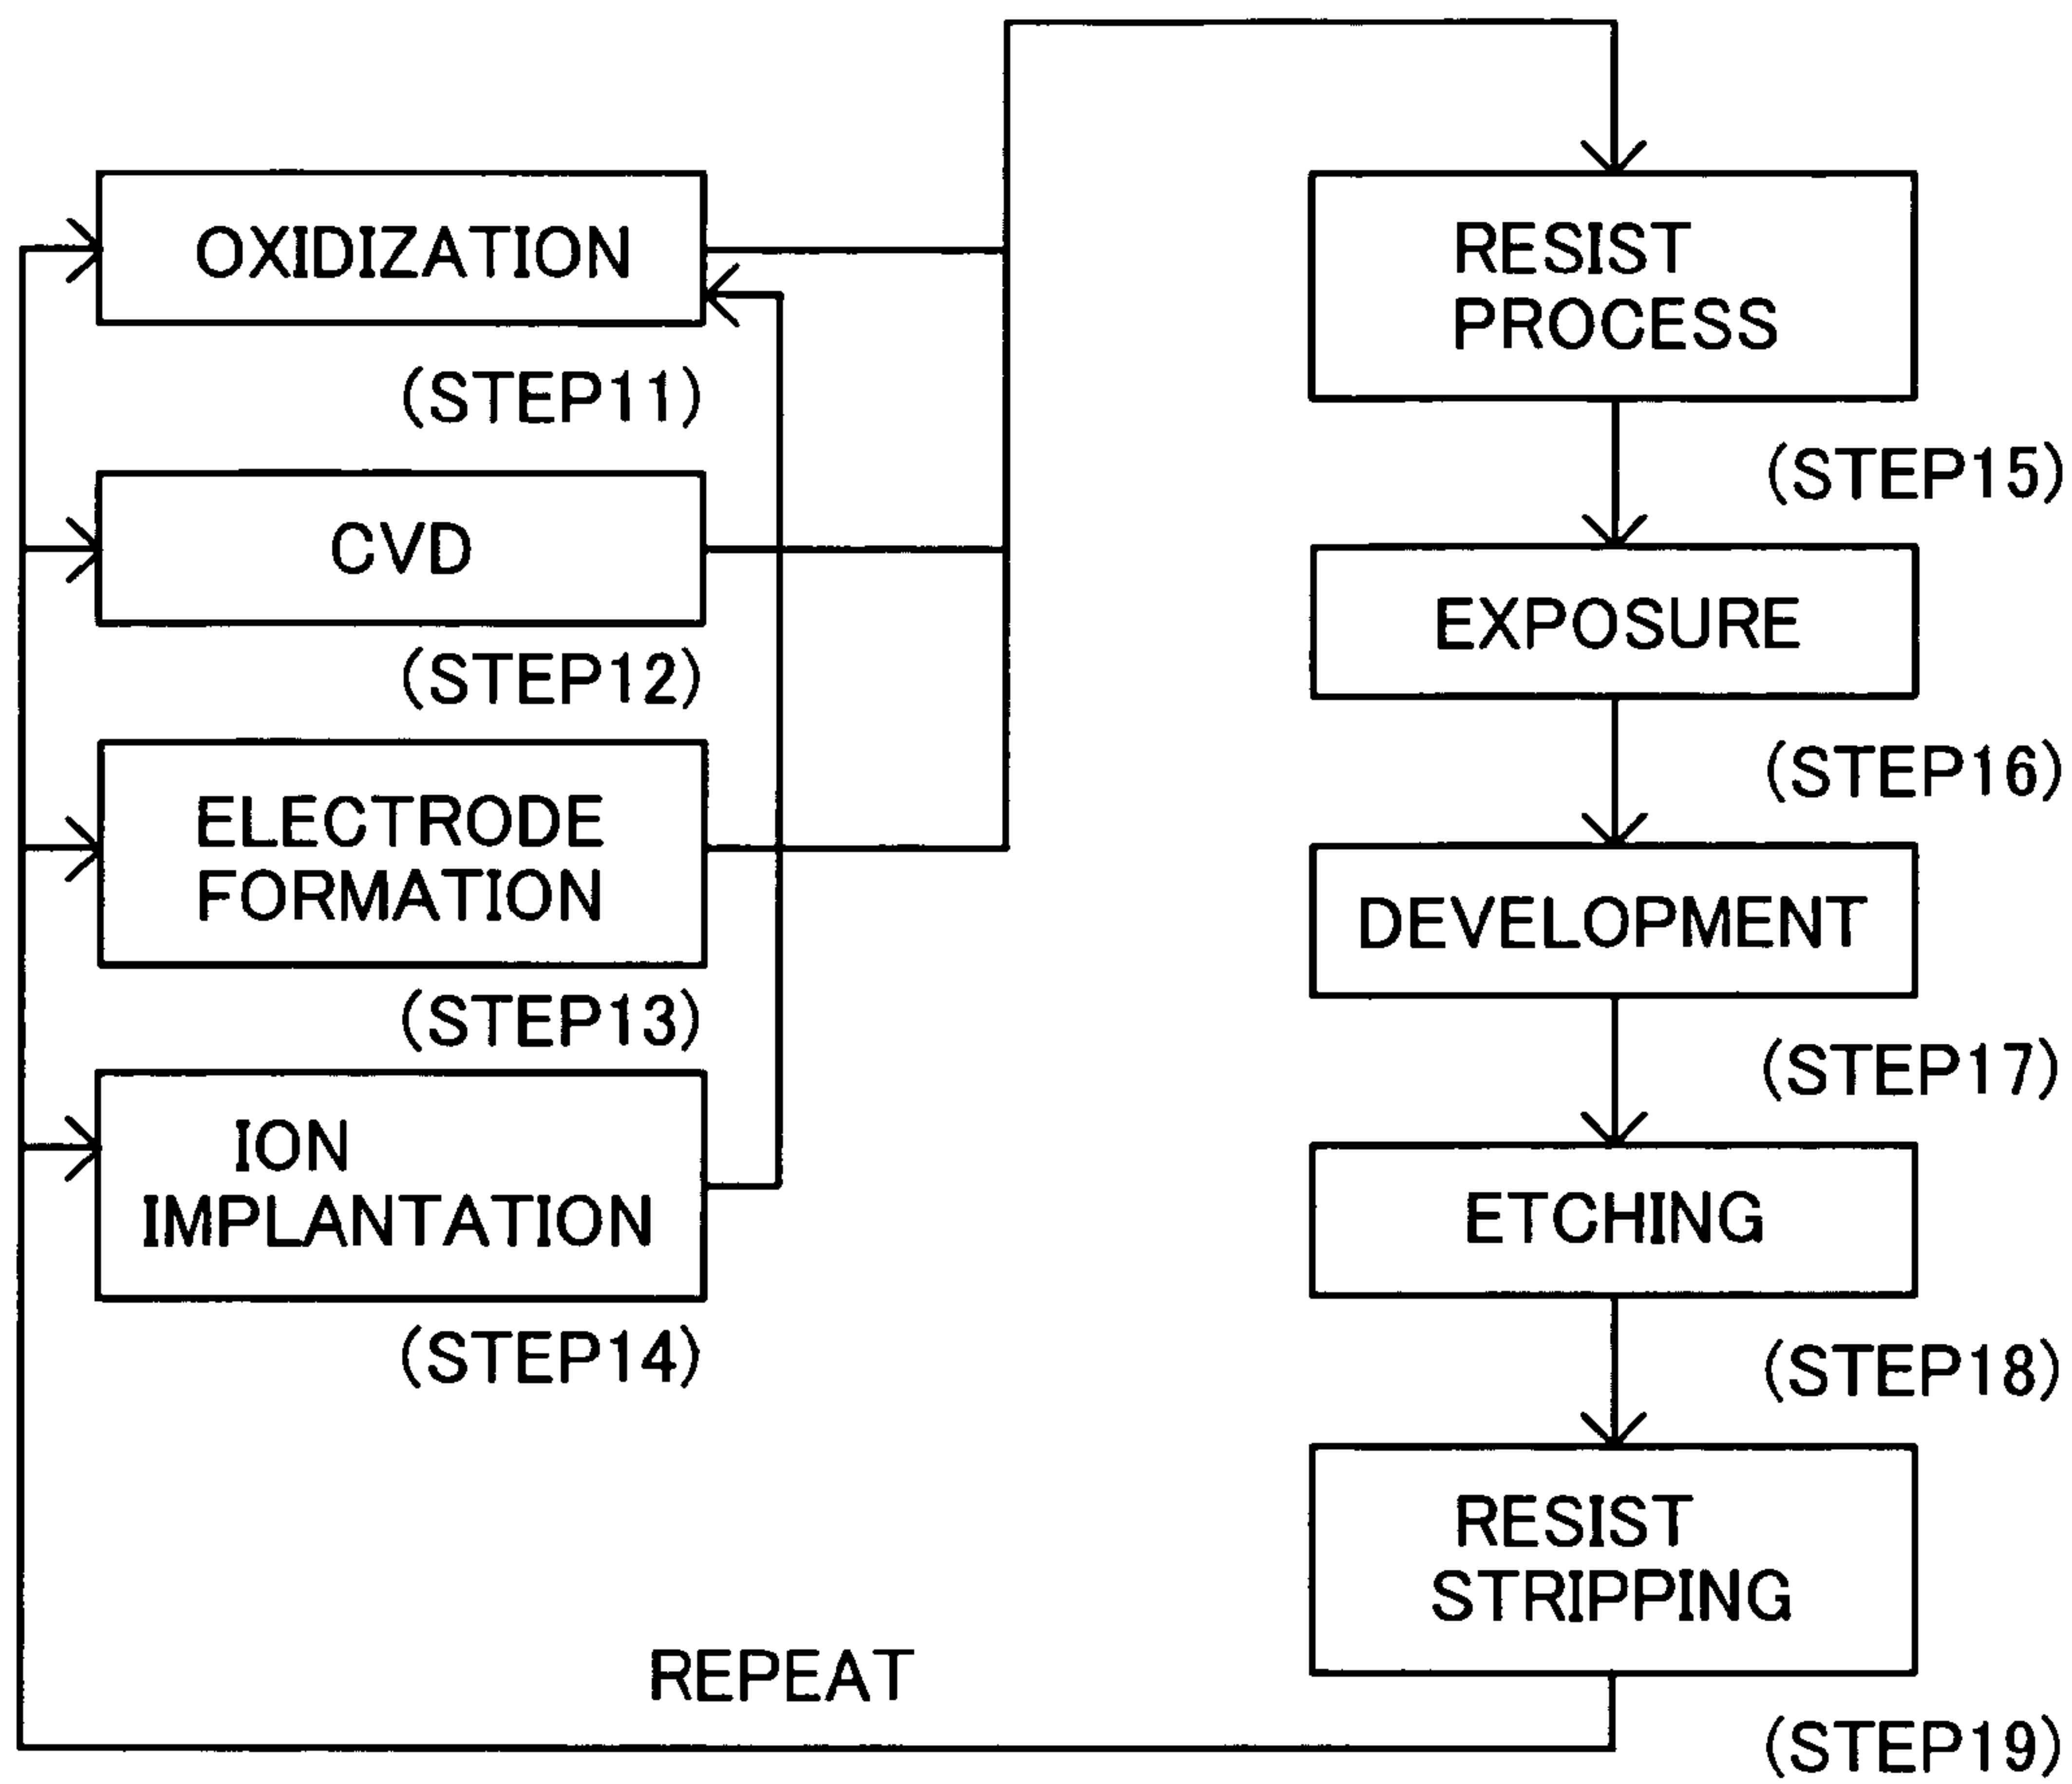 OXIDIZATION
(STEP11)
CVD
(STEP12)
ELECTRODE
FORMATION
(STEP13)
ION
IMPLANTATION
(STEP14)
RESIST
PROCESS
(STEP15)
EXPOSURE
(STEP16)
DEVELOPMENT
(STEP17)
ETCHING
(STEP18)
RESIST
STRIPPING
(STEP19)
REPEAT